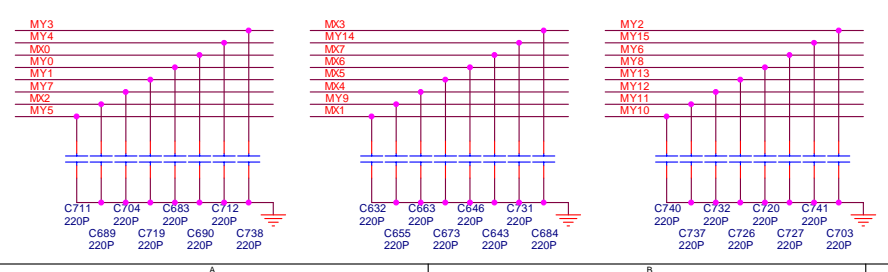 MY3
MY4
MX0
MY0
MY1
MY7
MX2
MY5
C711 C704 C683 C712
220P 220P 220P 220P
C689 C719 C690 C738
220P 220P 220P 220P
MX3
MY14
MX7
MX6
MX5
MX4
MY9
MX1
C632 C663 C646 C731
220P 220P 220P 220P
C655 C673 C643 C684
220P 220P 220P 220P
MY2
MY15
MY6
MY8
MY13
MY12
MY11
MY10
C740 C732 C720 C741
220P 220P 220P 220P
C737 C726 C727 C703
220P 220P 220P 220P
A B